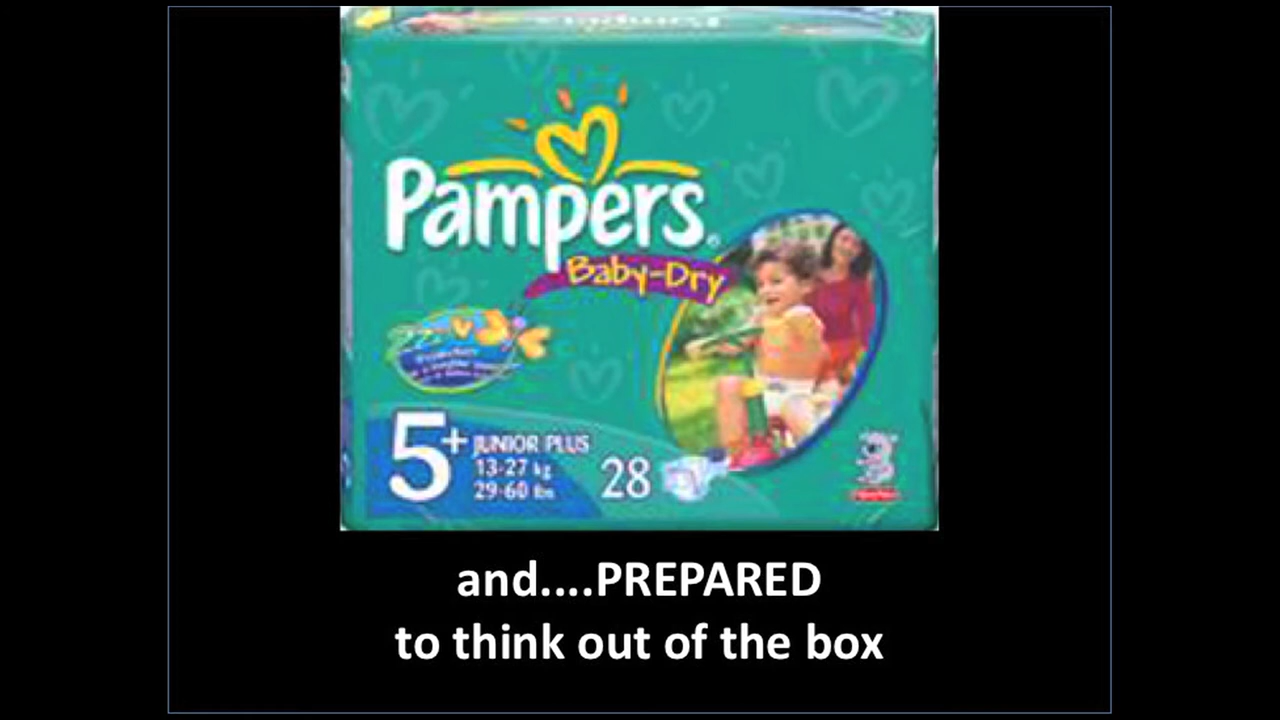 Pampers
Baby-Dry
5+ JUNIOR PLUS
13-27 kg
29-60 lbs
28
and....PREPARED
to think out of the box